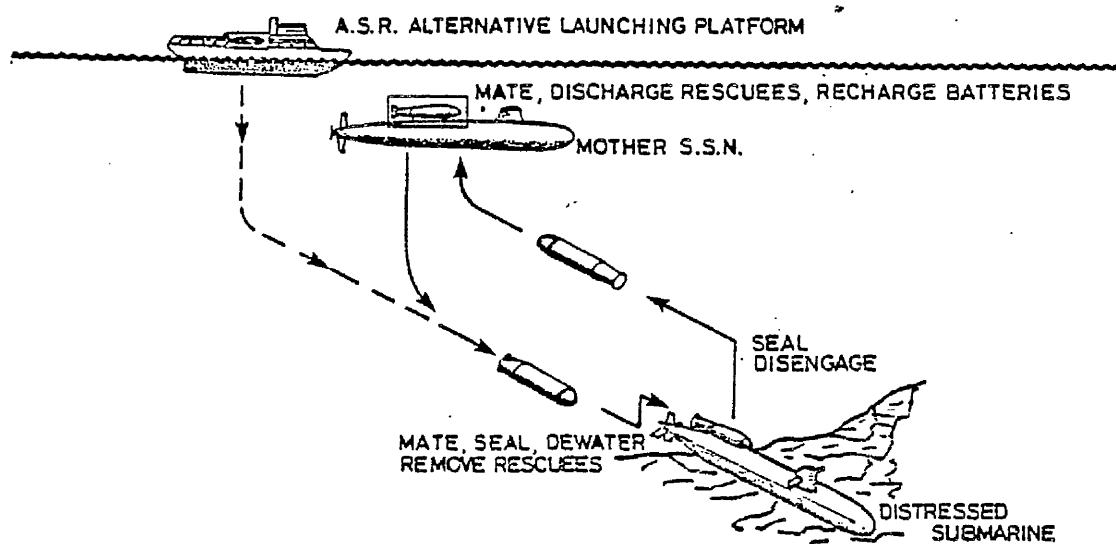 A.S.R. ALTERNATIVE LAUNCHING PLATFORM
MATE, DISCHARGE RESCUEES, RECHARGE BATTERIES
MOTHER S.S.N.
SEAL
DISENGAGE
MATE, SEAL, DEWATER
REMOVE RESCUEES
DISTRESSED
SUBMARINE